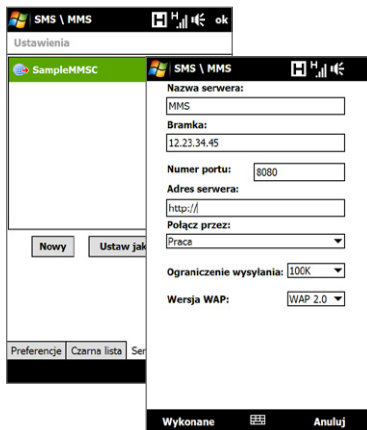 SMS \ MMS
H
H
ok
Ustawienia
SampleMMSC
Nowy
Ustaw jak
Preferencje
Czarna lista
Ser
SMS \ MMS
H
H
Nazwa serwera:
MMS
Bramka:
12.23.34.45
Numer portu: 8080
Adres serwera:
http://
Połącz przez:
Praca
Ograniczenie wysyłania: 100K
Wersja WAP: WAP 2.0
Wykonane
Anuluj